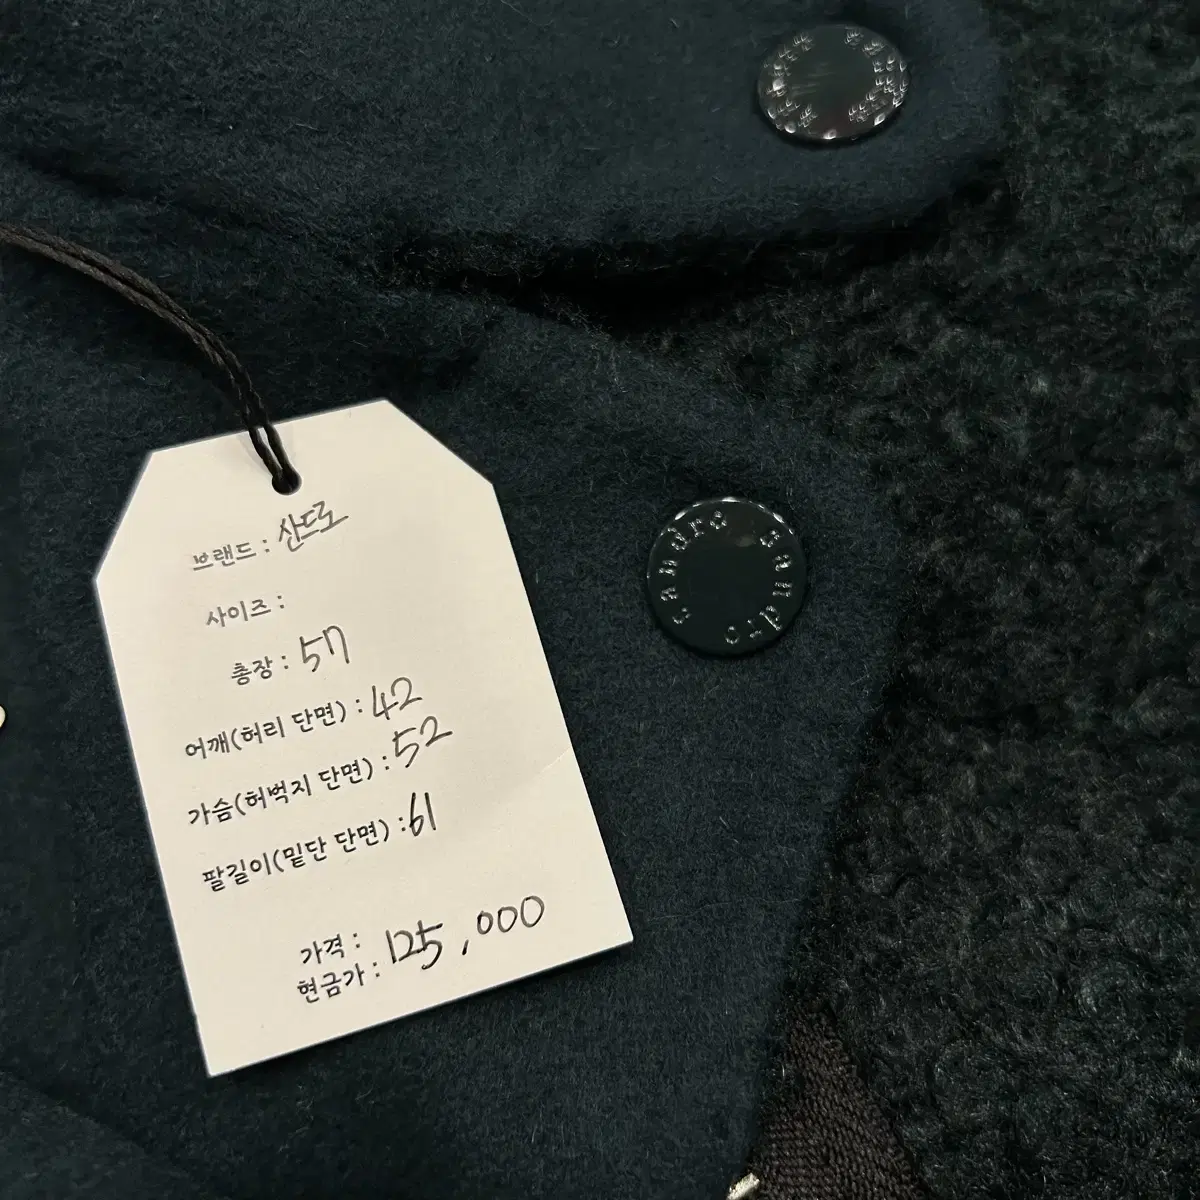 브랜드 : 산드로
사이즈 :
총장 : 57
어깨(허리 단면) : 42
가슴(허벅지 단면) : 52
팔길이(밑단 단면) : 61
가격 :
현금가 : 125,000
sandro sandro